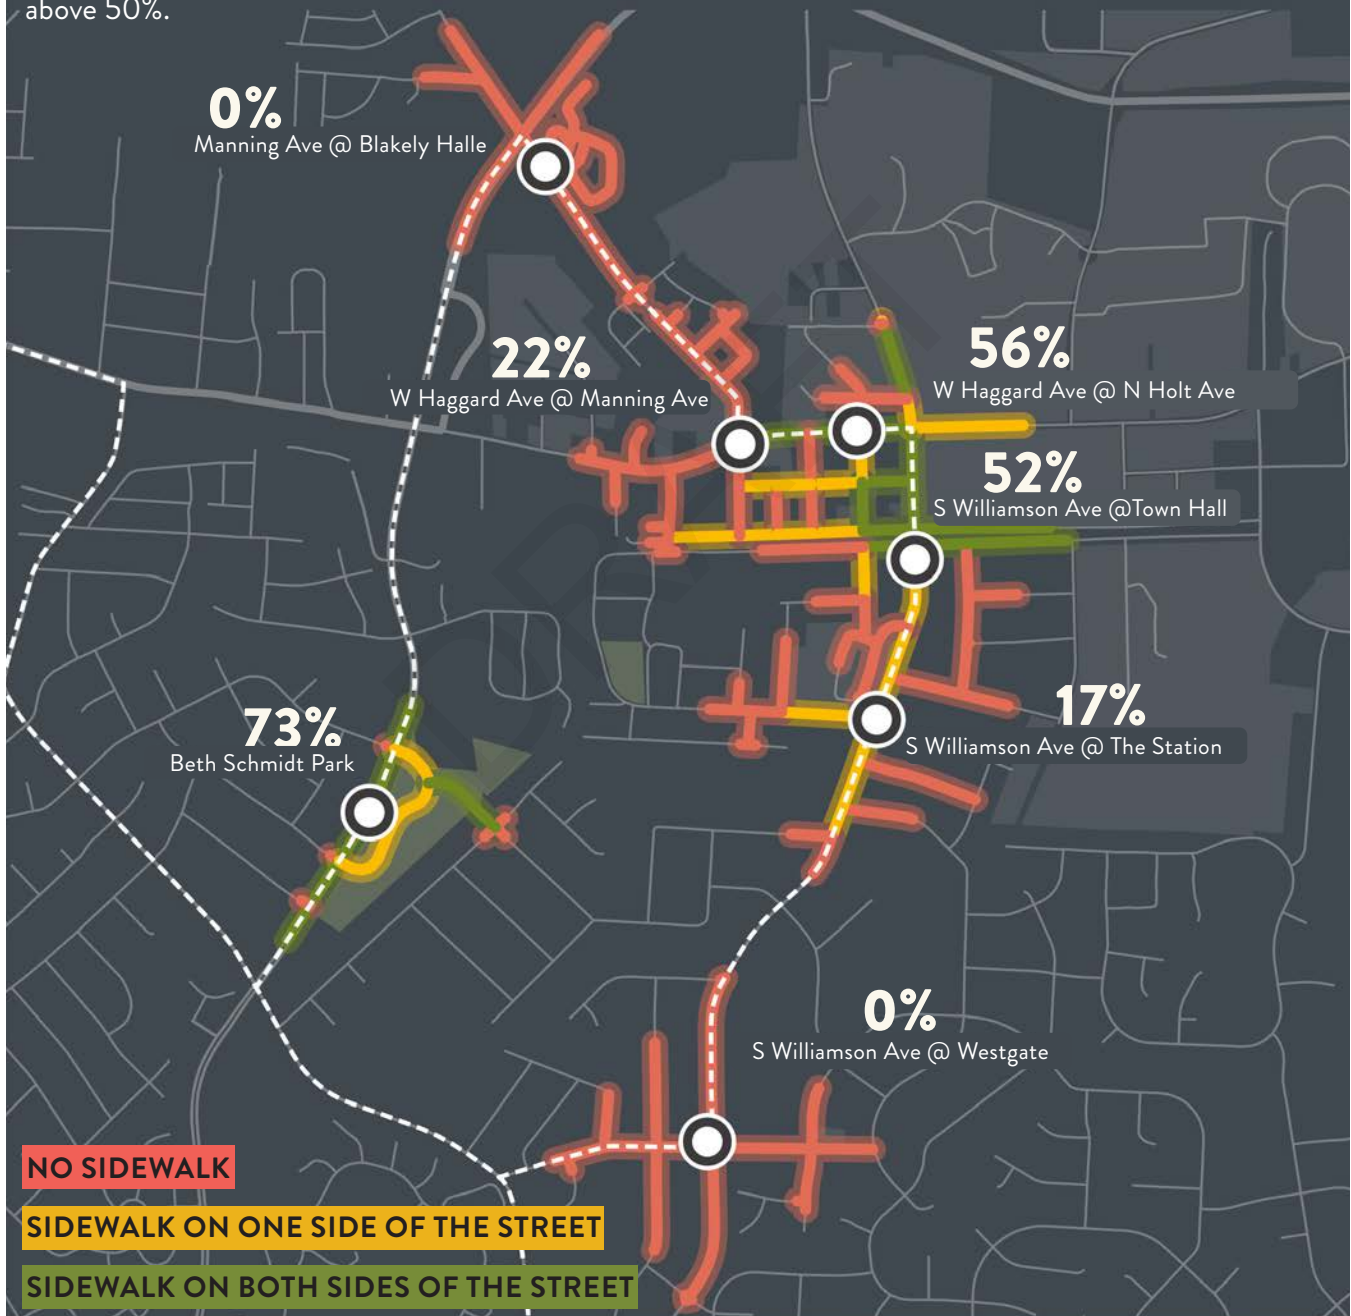 above 50%.
0%
Manning Ave @ Blakely Halle
22%
W Haggard Ave @ Manning Ave
56%
W Haggard Ave @ N Holt Ave
52%
S Williamson Ave @Town Hall
73%
Beth Schmidt Park
17%
S Williamson Ave @ The Station
0%
S Williamson Ave @ Westgate
NO SIDEWALK
SIDEWALK ON ONE SIDE OF THE STREET
SIDEWALK ON BOTH SIDES OF THE STREET
DRAFT